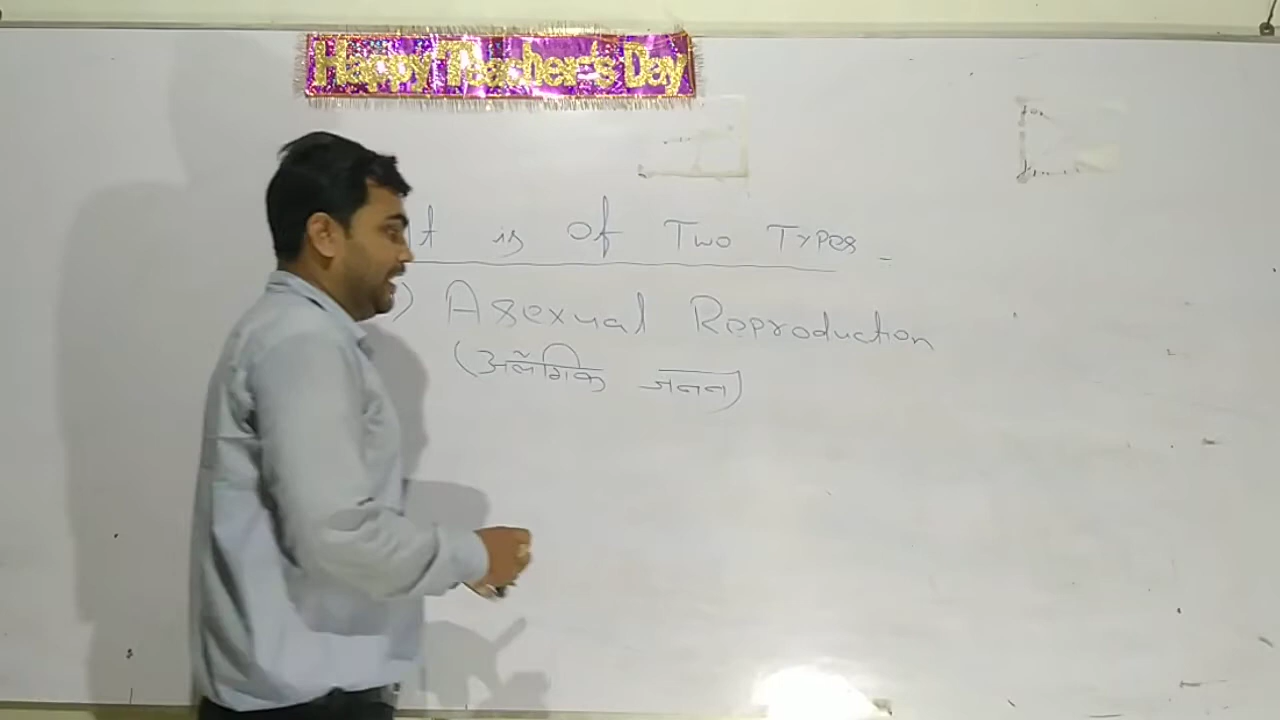 Happy Teacher's Day
It is of Two Types
) Asexual Reproduction
(अलैंगिक जनन)